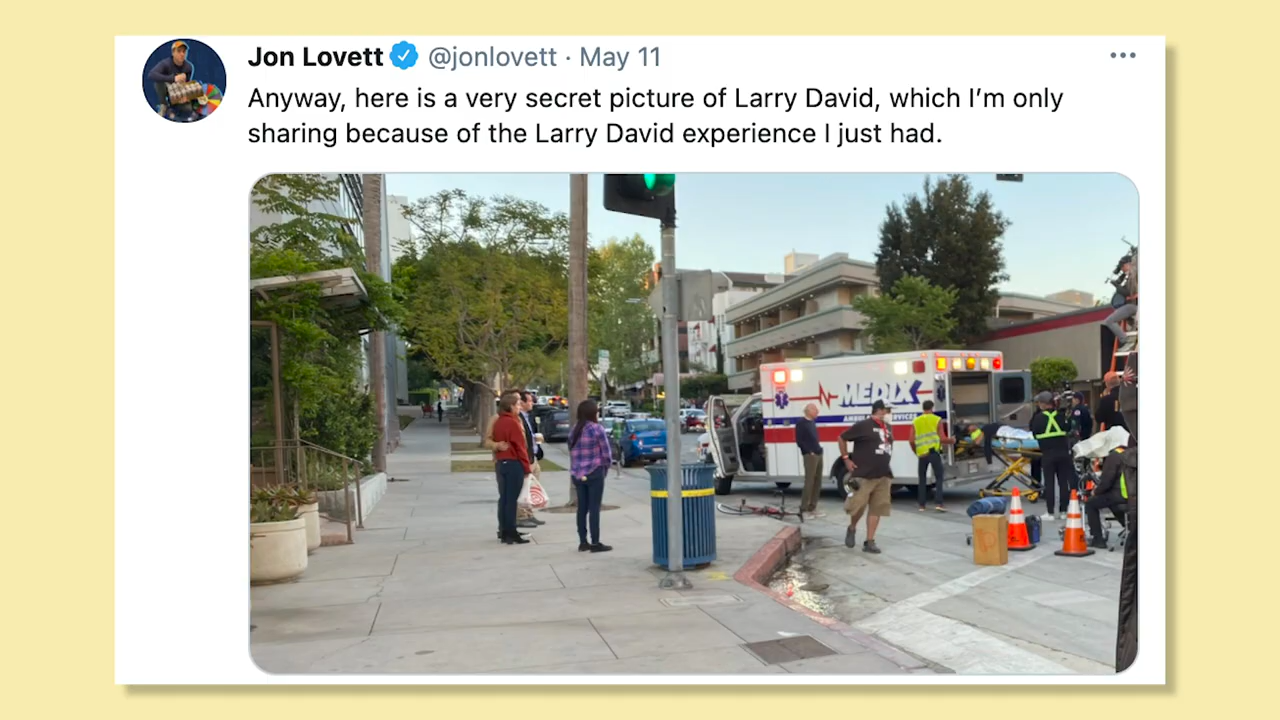 Jon Lovett @jonlovett · May 11
Anyway, here is a very secret picture of Larry David, which I’m only
sharing because of the Larry David experience I just had.
MEDIX